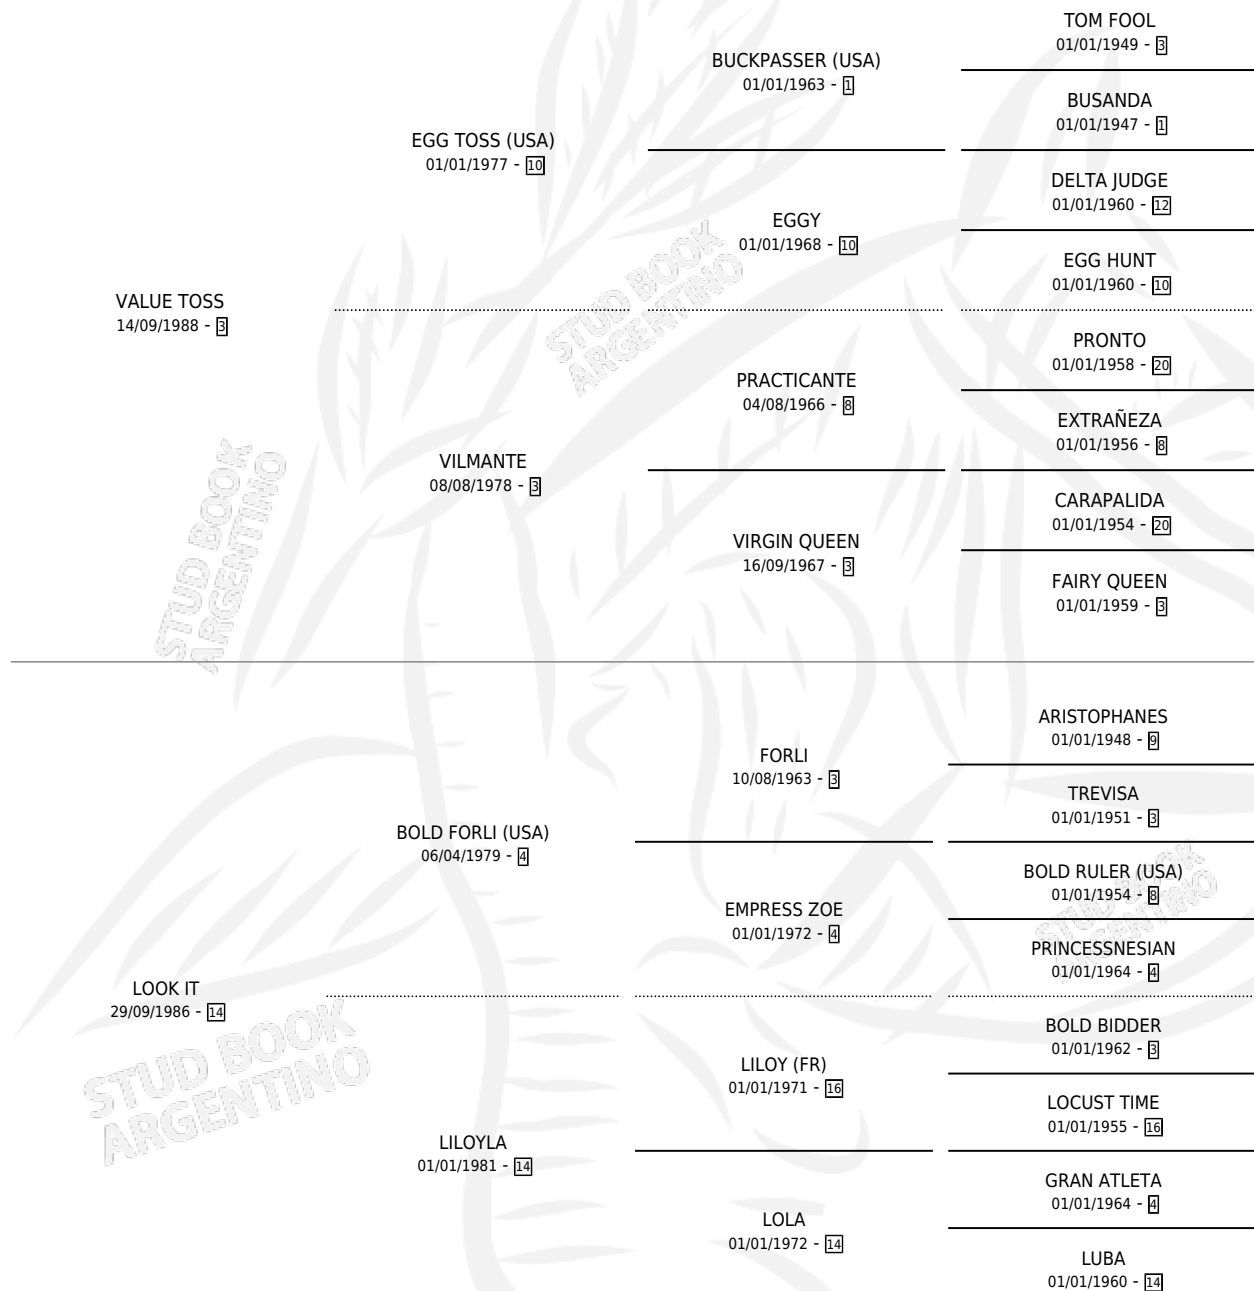 TOM FOOL
01/01/1949 - 3
BUCKPASSER (USA)
01/01/1963 - 1
BUSANDA
01/01/1947 - 1
EGG TOSS (USA)
01/01/1977 - 10
DELTA JUDGE
01/01/1960 - 12
EGGY
01/01/1968 - 10
EGG HUNT
01/01/1960 - 10
VALUE TOSS
14/09/1988 - 3
STUD BOOK
ARGENTINO
PRONTO
01/01/1958 - 20
PRACTICANTE
04/08/1966 - 8
EXTRAÑEZA
01/01/1956 - 8
VILMANTE
08/08/1978 - 3
CARAPALIDA
01/01/1954 - 20
VIRGIN QUEEN
16/09/1967 - 3
FAIRY QUEEN
01/01/1959 - 3
STUD BOOK
ARGENTINO
ARISTOPHANES
01/01/1948 - 9
FORLI
10/08/1963 - 3
TREVISA
01/01/1951 - 3
BOLD FORLI (USA)
06/04/1979 - 4
BOLD RULER (USA)
01/01/1954 - 8
EMPRESS ZOE
01/01/1972 - 4
PRINCESSNESIAN
01/01/1964 - 4
STUD BOOK
ARGENTINO
LOOK IT
29/09/1986 - 14
BOLD BIDDER
01/01/1962 - 3
LILOY (FR)
01/01/1971 - 16
LOCUST TIME
01/01/1955 - 16
STUD BOOK
ARGENTINO
LILOYLA
01/01/1981 - 14
GRAN ATLETA
01/01/1964 - 4
LOLA
01/01/1972 - 14
LUBA
01/01/1960 - 14